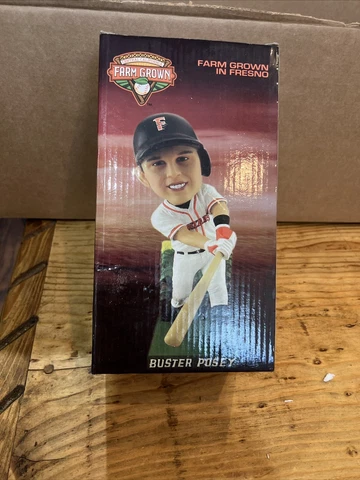 FARM GROWN
FARM GROWN
IN FRESNO
F
BUSTER POSEY